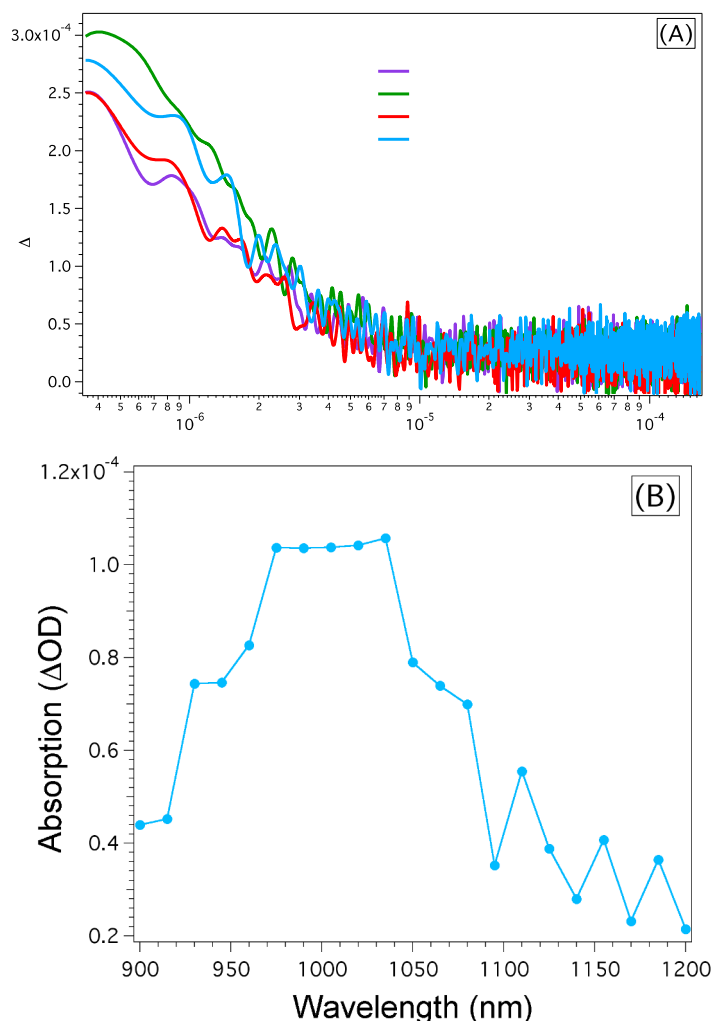 (A)
3.0x10-4
2.5
2.0
1.5
1.0
0.5
0.0
Δ
4 5 6 7 8 9 2 3 4 5 6 7 8 9 2 3 4 5 6 7 8 9
10-6 10-5 10-4
(B)
1.2x10-4
1.0
0.8
0.6
0.4
0.2
Absorption (ΔOD)
900 950 1000 1050 1100 1150 1200
Wavelength (nm)